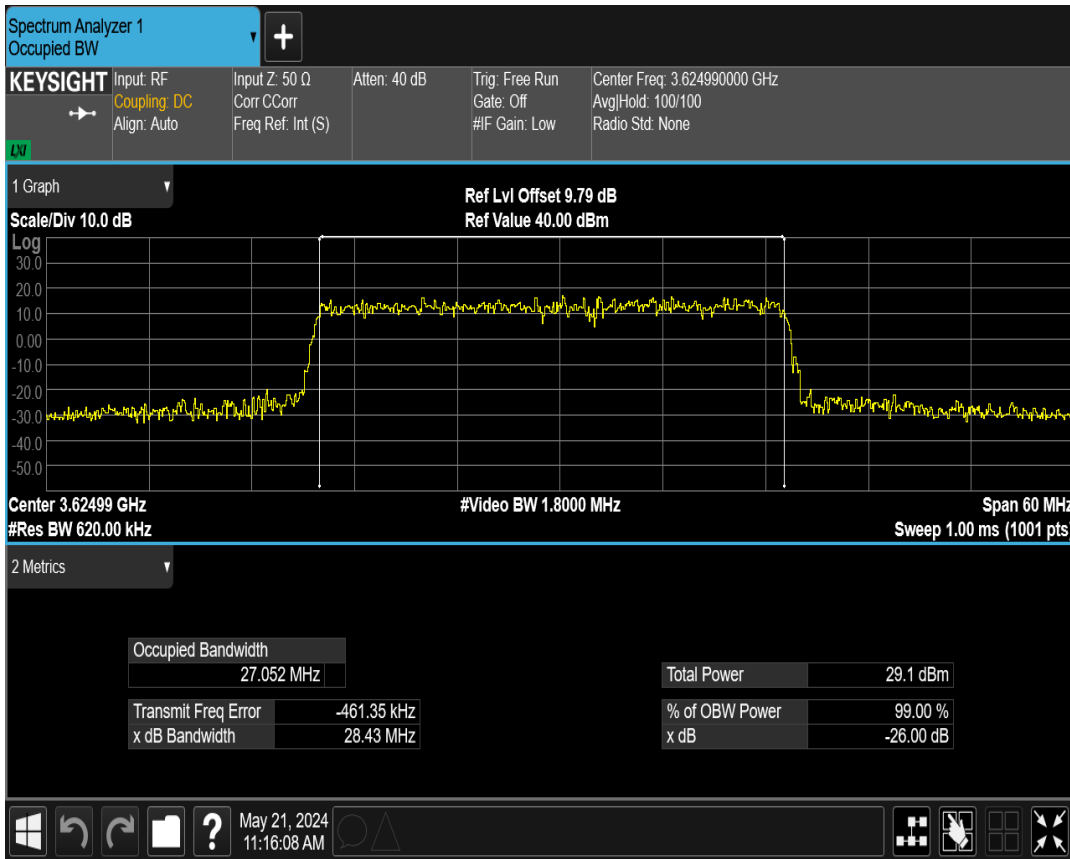 Spectrum Analyzer 1
Occupied BW
KEYSIGHT
LXI
Input: RF
Coupling: DC
Align: Auto
Input Z: 50 Ω
Corr CCorr
Freq Ref: Int (S)
Atten: 40 dB
Trig: Free Run
Gate: Off
#IF Gain: Low
Center Freq: 3.624990000 GHz
Avg|Hold: 100/100
Radio Std: None
1 Graph
Scale/Div 10.0 dB
Ref Lvl Offset 9.79 dB
Ref Value 40.00 dBm
Log
30.0
20.0
10.0
0.00
-10.0
-20.0
-30.0
-40.0
-50.0
Center 3.62499 GHz
#Res BW 620.00 kHz
#Video BW 1.8000 MHz
Span 60 MHz
Sweep 1.00 ms (1001 pts)
2 Metrics
Occupied Bandwidth
27.052 MHz
Transmit Freq Error -461.35 kHz
x dB Bandwidth 28.43 MHz
Total Power 29.1 dBm
% of OBW Power 99.00 %
x dB -26.00 dB
?
May 21, 2024
11:16:08 AM